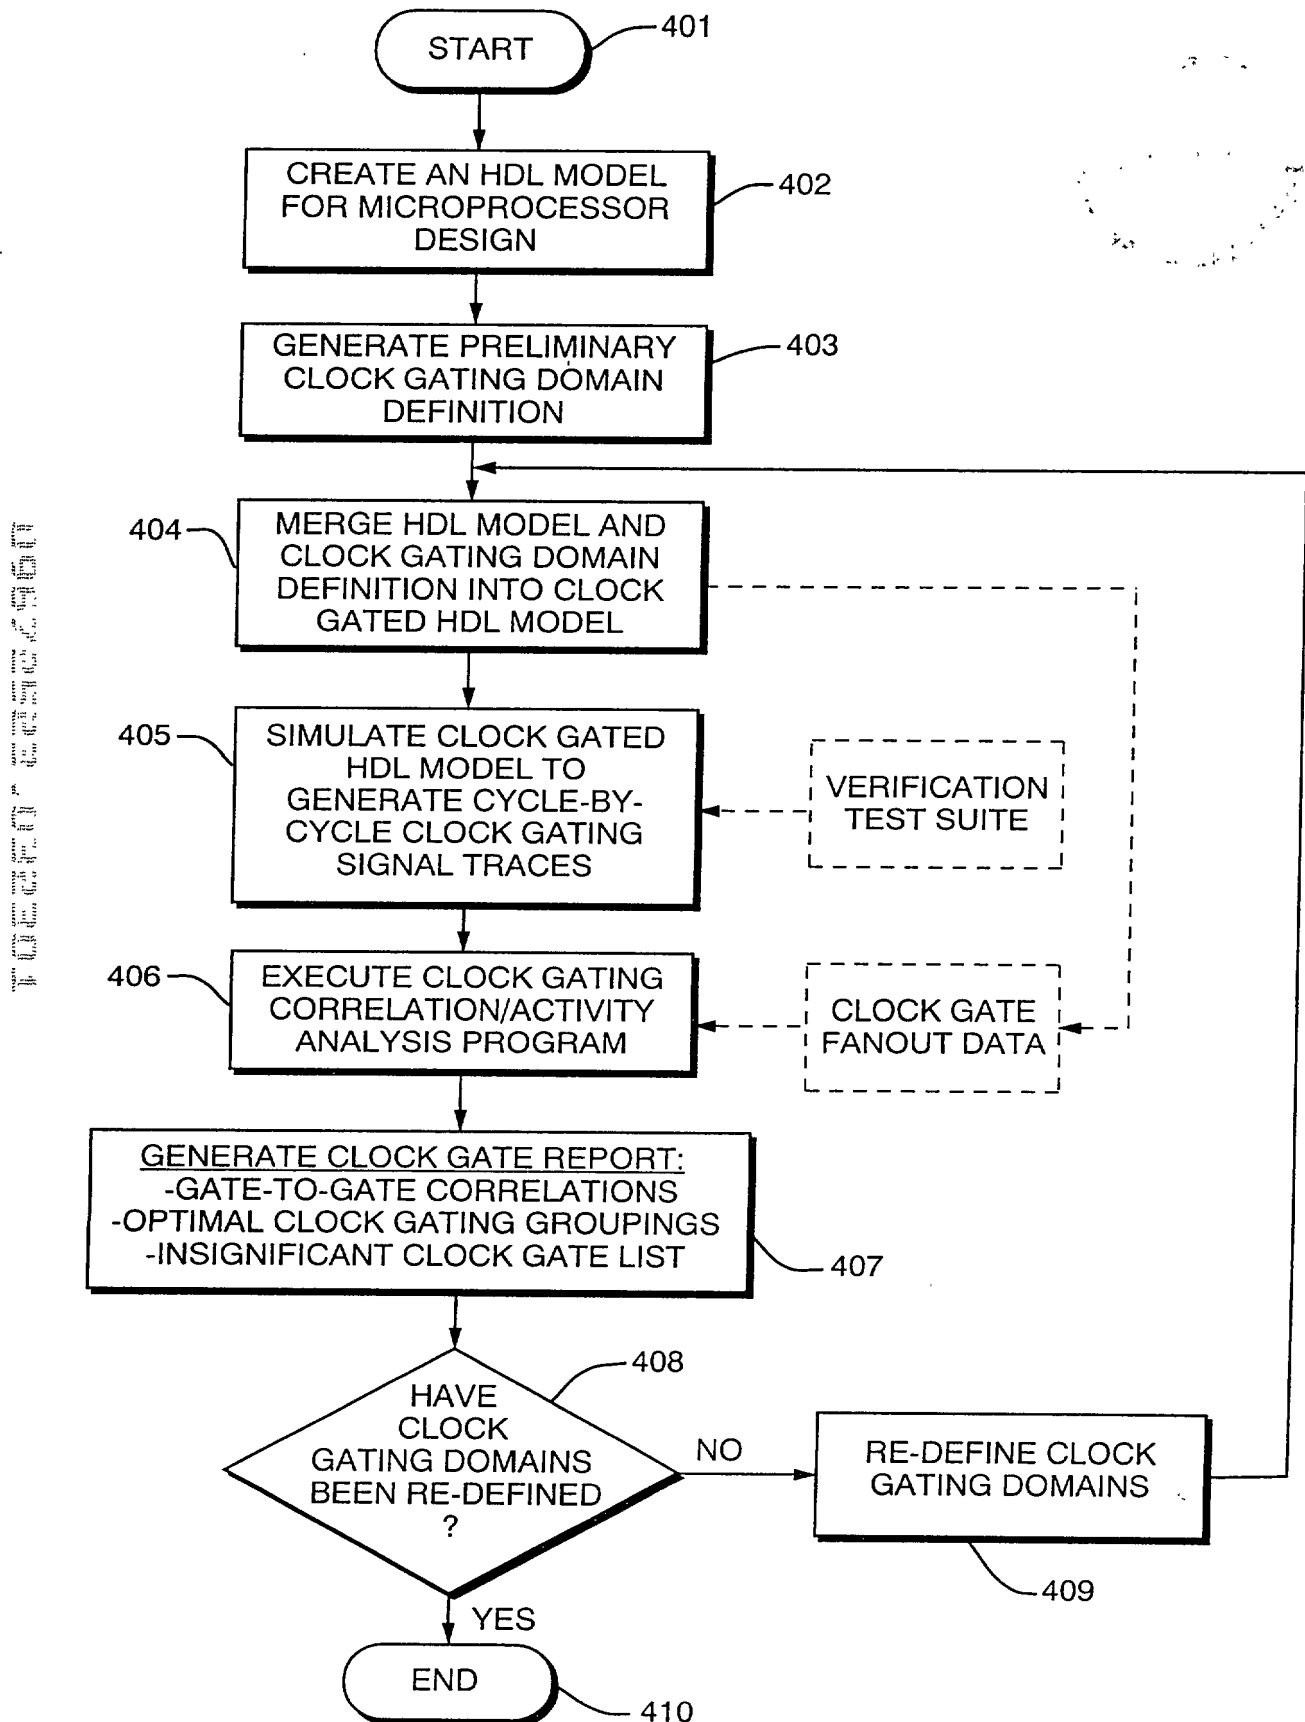 START
401
CREATE AN HDL MODEL
FOR MICROPROCESSOR
DESIGN
402
GENERATE PRELIMINARY
CLOCK GATING DOMAIN
DEFINITION
403
404
MERGE HDL MODEL AND
CLOCK GATING DOMAIN
DEFINITION INTO CLOCK
GATED HDL MODEL
405
SIMULATE CLOCK GATED
HDL MODEL TO
GENERATE CYCLE-BY-
CYCLE CLOCK GATING
SIGNAL TRACES
VERIFICATION
TEST SUITE
406
EXECUTE CLOCK GATING
CORRELATION/ACTIVITY
ANALYSIS PROGRAM
CLOCK GATE
FANOUT DATA
GENERATE CLOCK GATE REPORT:
-GATE-TO-GATE CORRELATIONS
-OPTIMAL CLOCK GATING GROUPINGS
-INSIGNIFICANT CLOCK GATE LIST
407
408
HAVE
CLOCK
GATING DOMAINS
BEEN RE-DEFINED
?
NO
RE-DEFINE CLOCK
GATING DOMAINS
409
YES
END
410